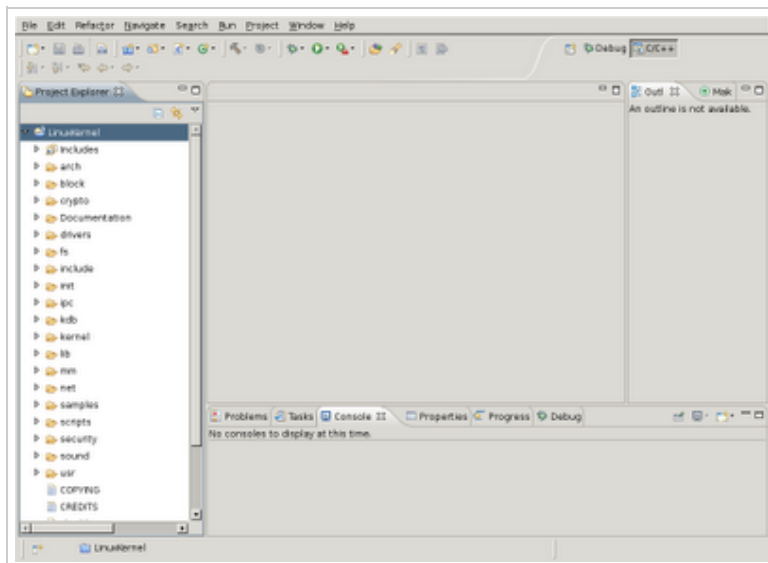 File Edit Refactor Navigate Search Run Project Window Help
Debug C/C++
Project Explorer
Outl Mak
An outline is not available.
LinuxKernel
Includes
arch
block
crypto
Documentation
drivers
fs
include
init
ipc
kdb
kernel
lib
mm
net
samples
scripts
security
sound
usr
COPYING
CREDITS
Problems Tasks Console Properties Progress Debug
No consoles to display at this time.
LinuxKernel